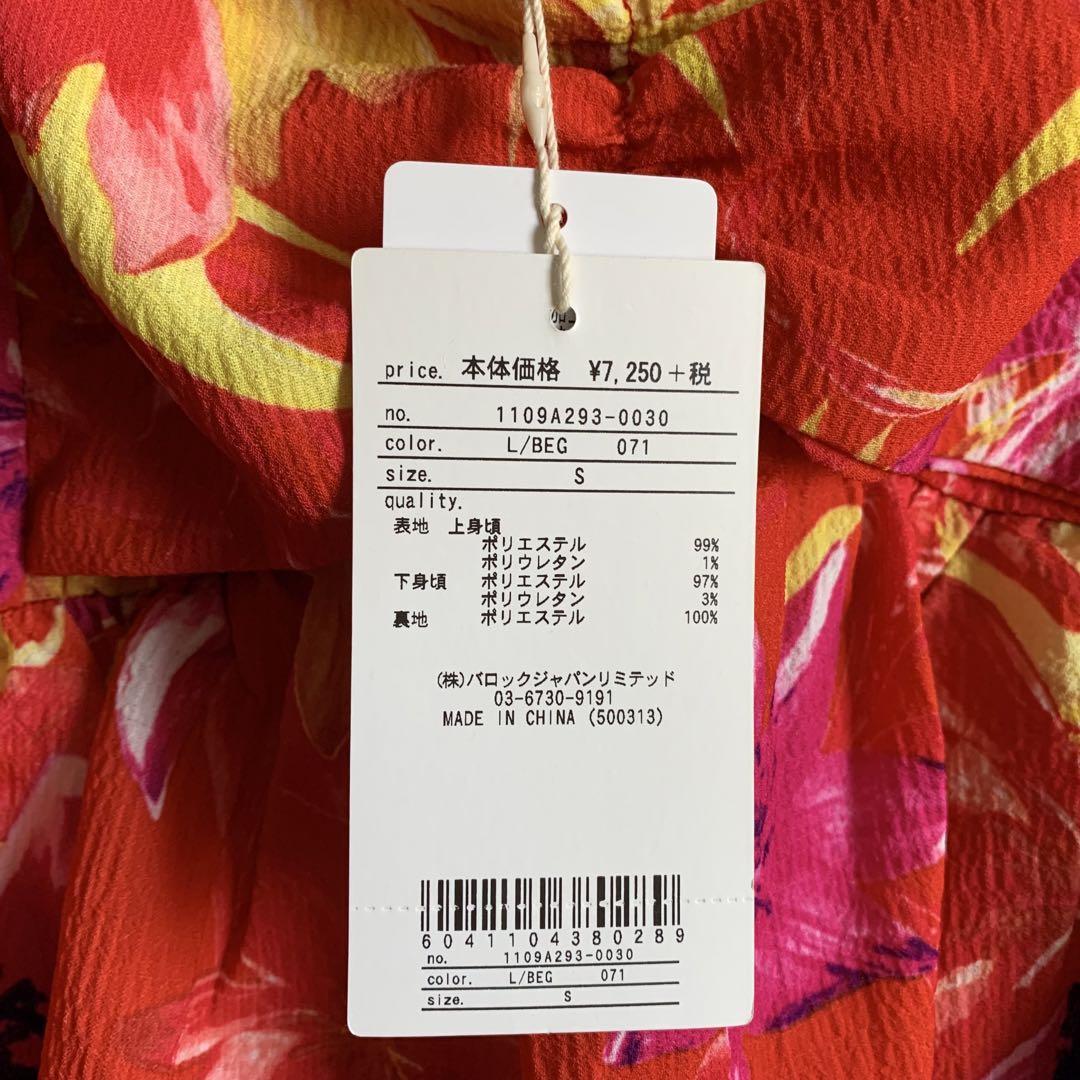 price. 本体価格 ¥7,250+税
no. 1109A293-0030
color. L/BEG 071
size. S
quality.
表地 上身頃
ポリエステル 99%
ポリウレタン 1%
下身頃 ポリエステル 97%
ポリウレタン 3%
裏地 ポリエステル 100%
(株)バロックジャパンリミテッド
03-6730-9191
MADE IN CHINA (500313)
6041104380289
no. 1109A293-0030
color. L/BEG 071
size. S